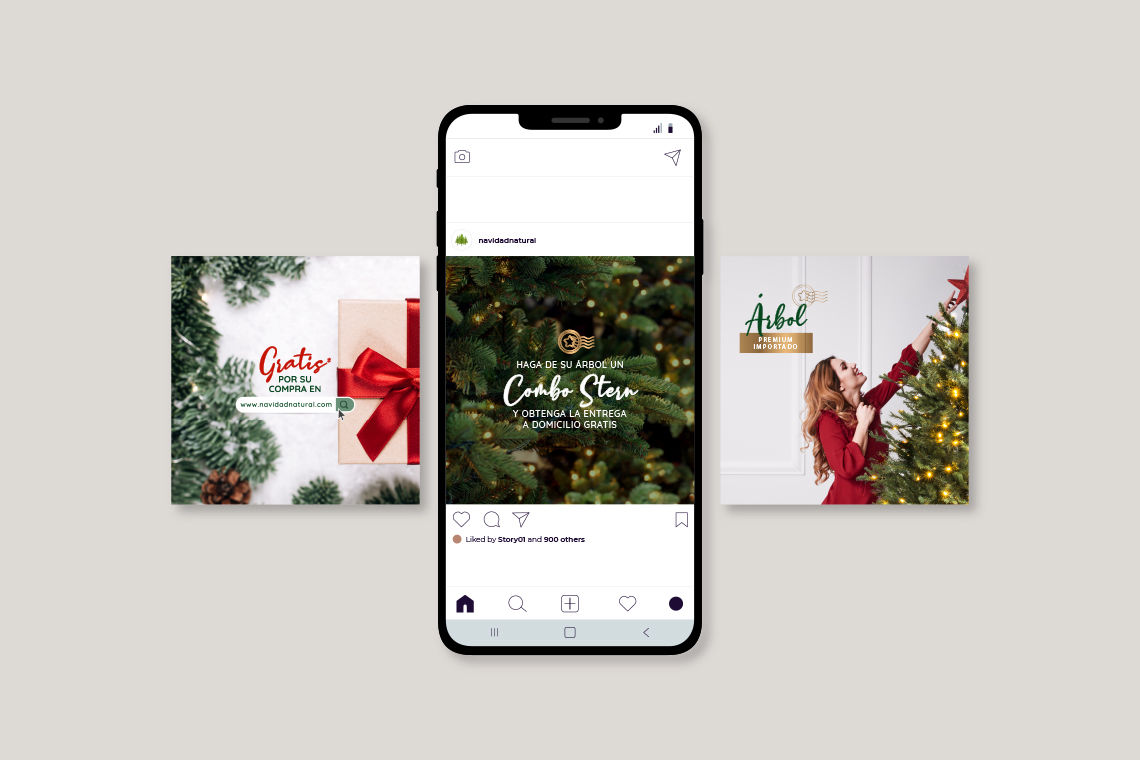 navidadnatural
Gratis*
POR SU
COMPRA EN
www.navidadnatural.com
HAGA DE SU ÁRBOL UN
Combo Stern
Y OBTENGA LA ENTREGA
A DOMICILIO GRATIS
Árbol
PREMIUM
IMPORTADO
Liked by Story01 and 900 others